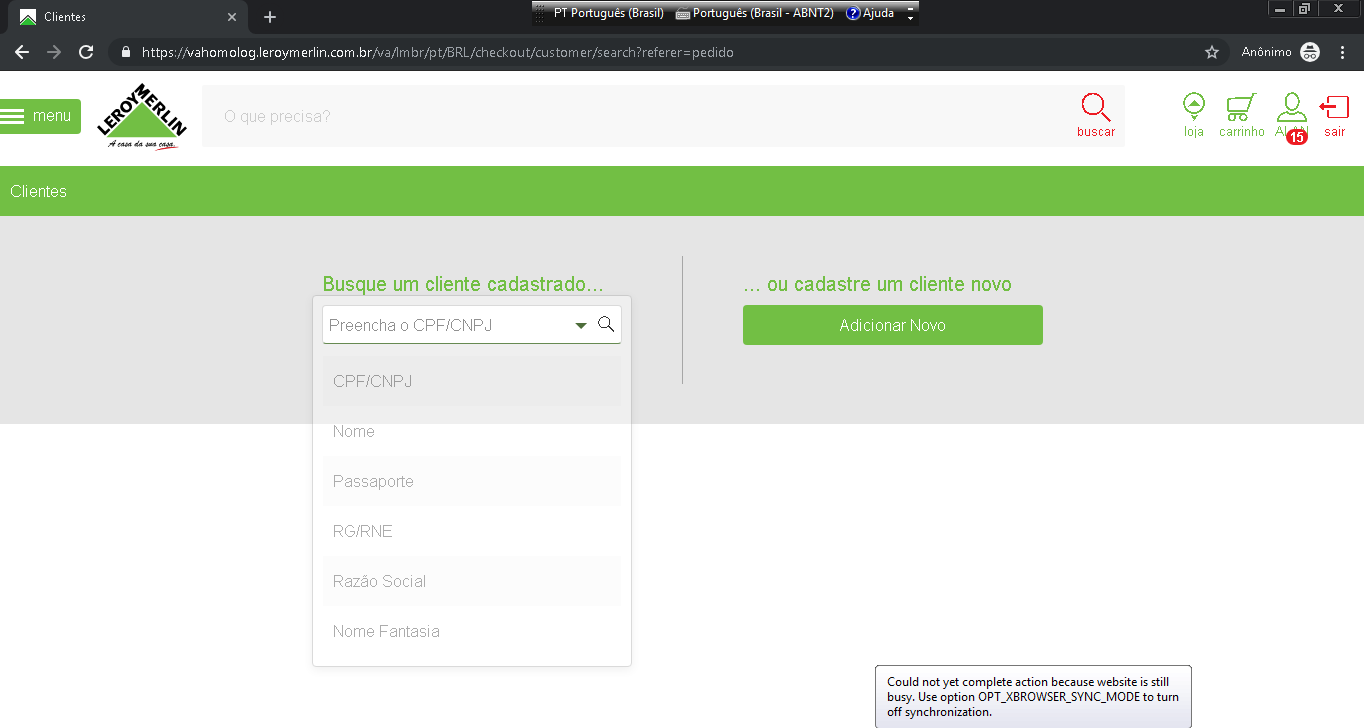 Clientes
PT Português (Brasil) Português (Brasil - ABNT2) Ajuda
https://vahomolog.leroymerlin.com.br/va/lmbr/pt/BRL/checkout/customer/search?referer=pedido
Anônimo
menu
LEROY MERLIN
A casa da sua casa.
O que precisa?
buscar
loja
carrinho
15
sair
Clientes
Busque um cliente cadastrado...
... ou cadastre um cliente novo
Preencha o CPF/CNPJ
Adicionar Novo
CPF/CNPJ
Nome
Passaporte
RG/RNE
Razão Social
Nome Fantasia
Could not yet complete action because website is still
busy. Use option OPT_XBROWSER_SYNC_MODE to turn
off synchronization.